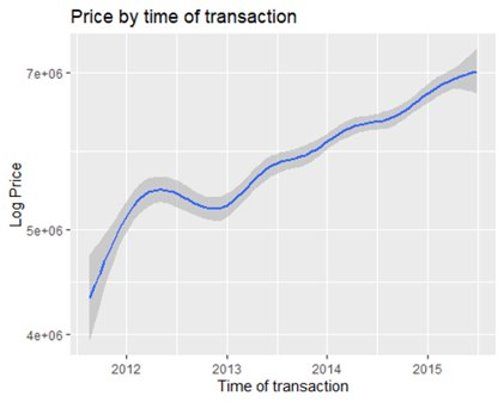 Price by time of transaction
7e+06
5e+06
4e+06
Log Price
2012 2013 2014 2015
Time of transaction